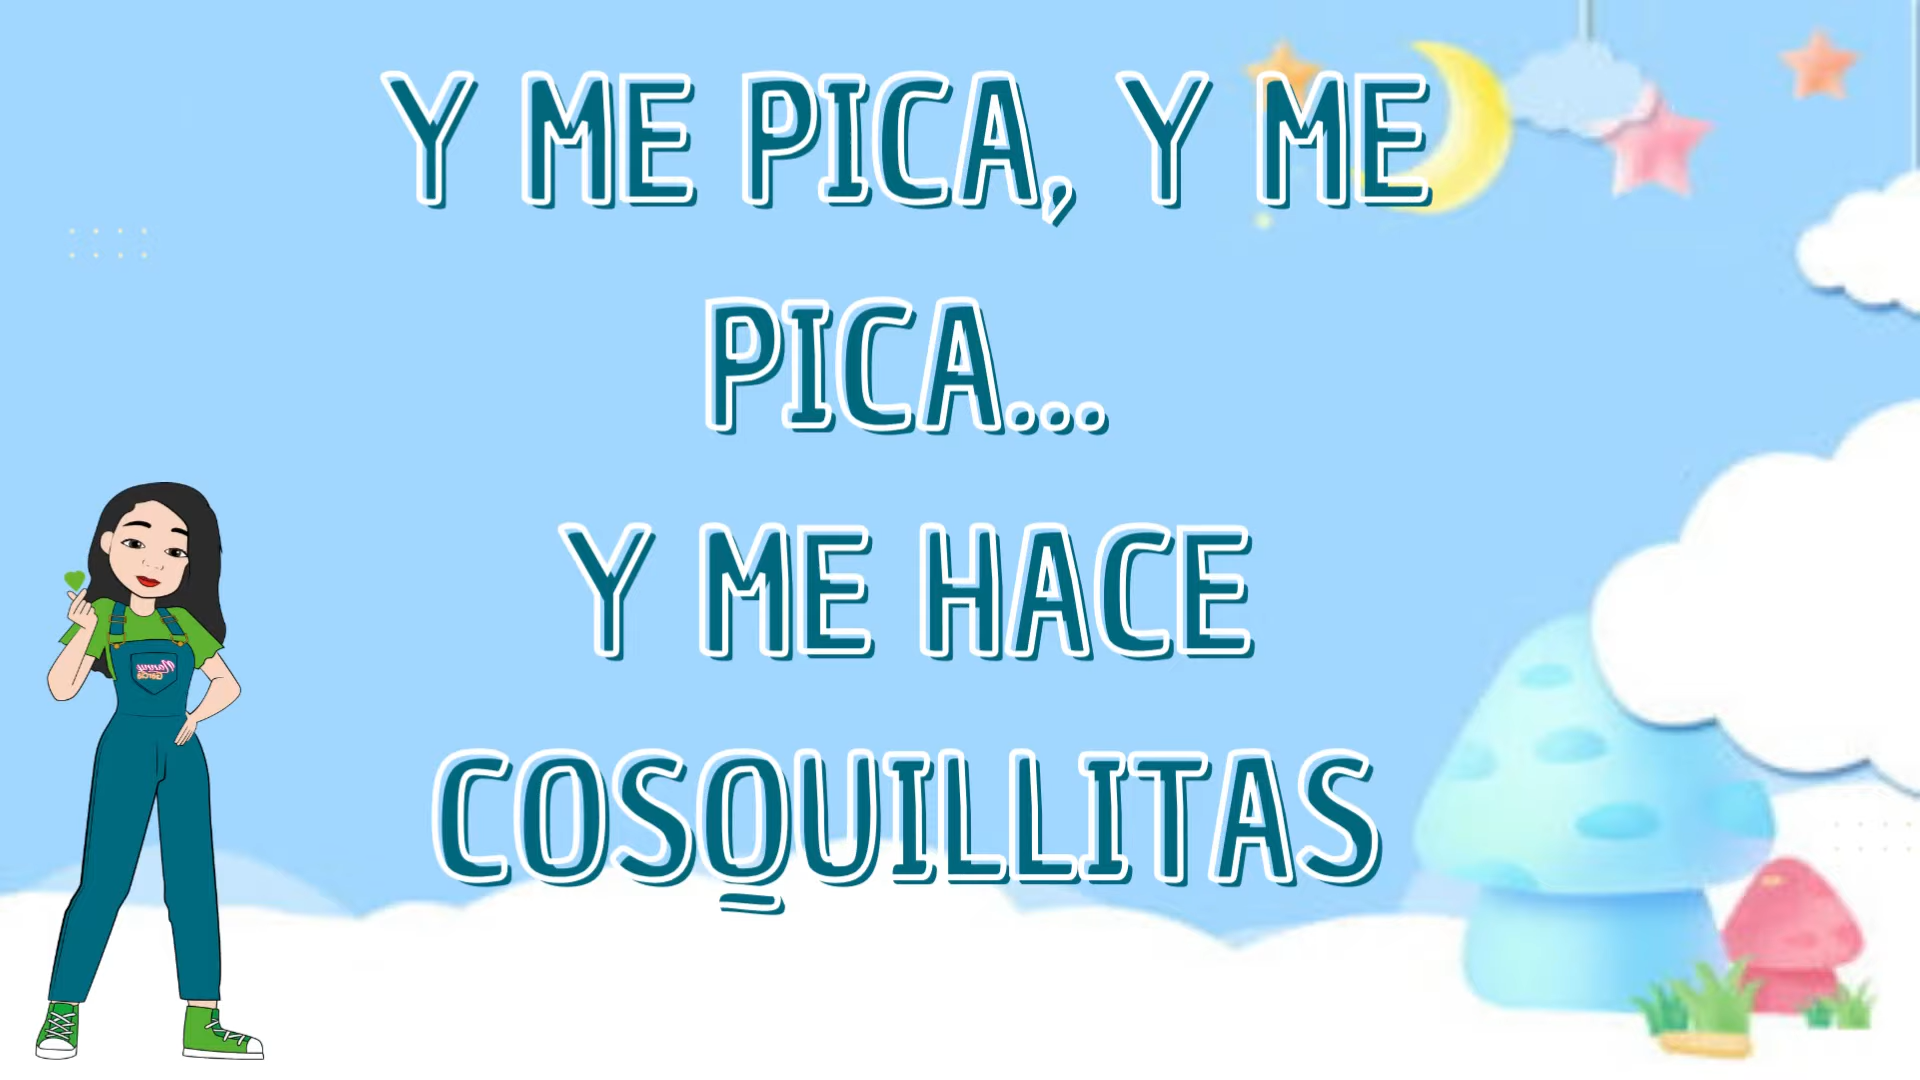 Y ME PICA, Y ME
PICA...
Y ME HACE
COSQUILLITAS